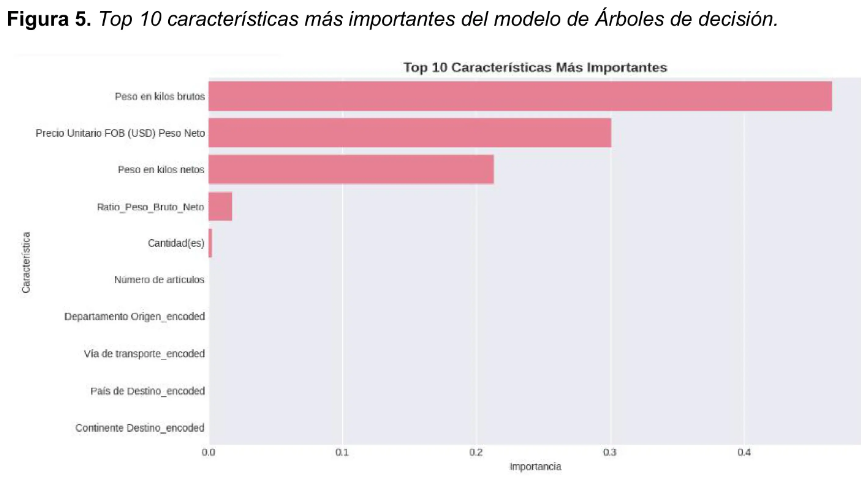 Figura 5. Top 10 características más importantes del modelo de Árboles de decisión.
Top 10 Características Más Importantes
Peso en kilos brutos
Precio Unitario FOB (USD) Peso Neto
Peso en kilos netos
Ratio_Peso_Bruto_Neto
Cantidad(es)
Número de artículos
Departamento Origen_encoded
Vía de transporte_encoded
País de Destino_encoded
Continente Destino_encoded
Característica
0.0 0.1 0.2 0.3 0.4
Importancia